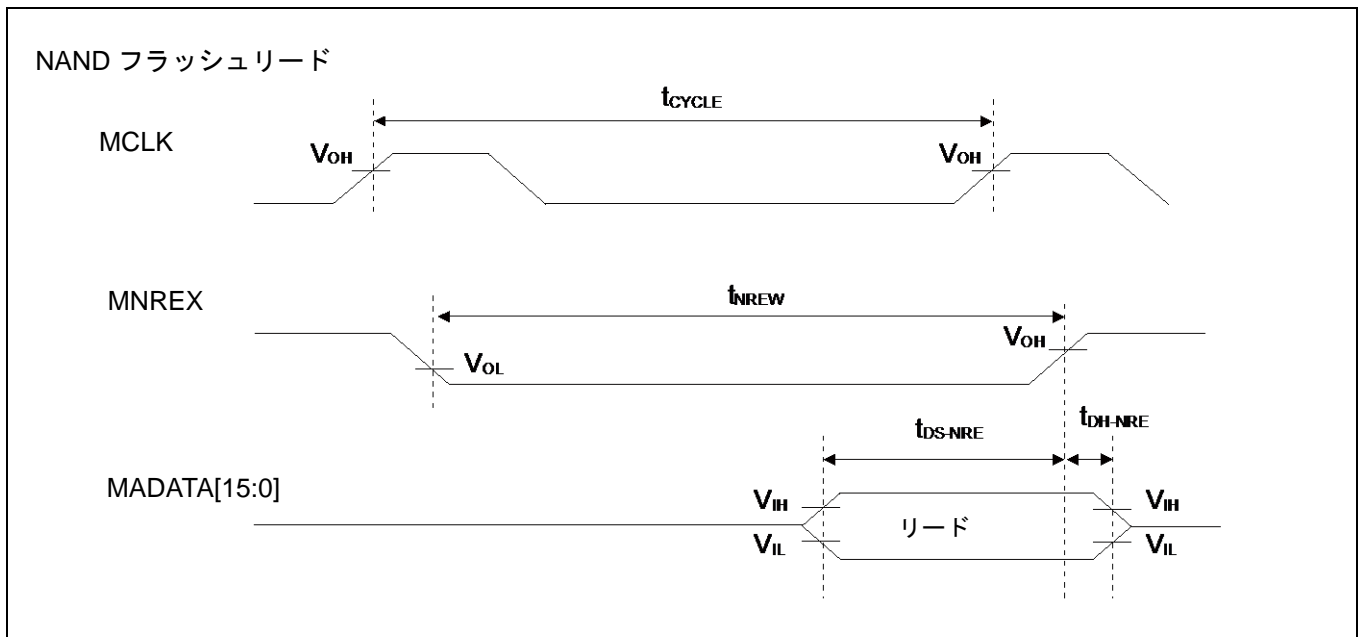 NAND フラッシュリード
tCYCLE
MCLK
VOH VOH
MNREX
tNREW
VOH
VOL
tDS-NRE tDH-NRE
MADATA[15:0]
VIH VIH
リード
VIL VIL